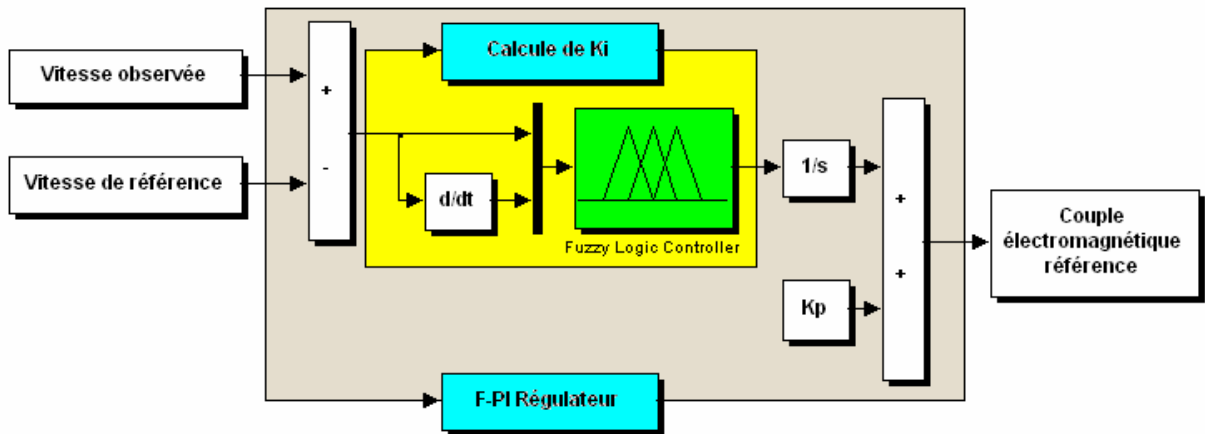 Calcule de Ki
Vitesse observée
+
-
Vitesse de référence
d/dt
Fuzzy Logic Controller
1/s
Kp
+
+
Couple
électromagnétique
référence
F-PI Régulateur